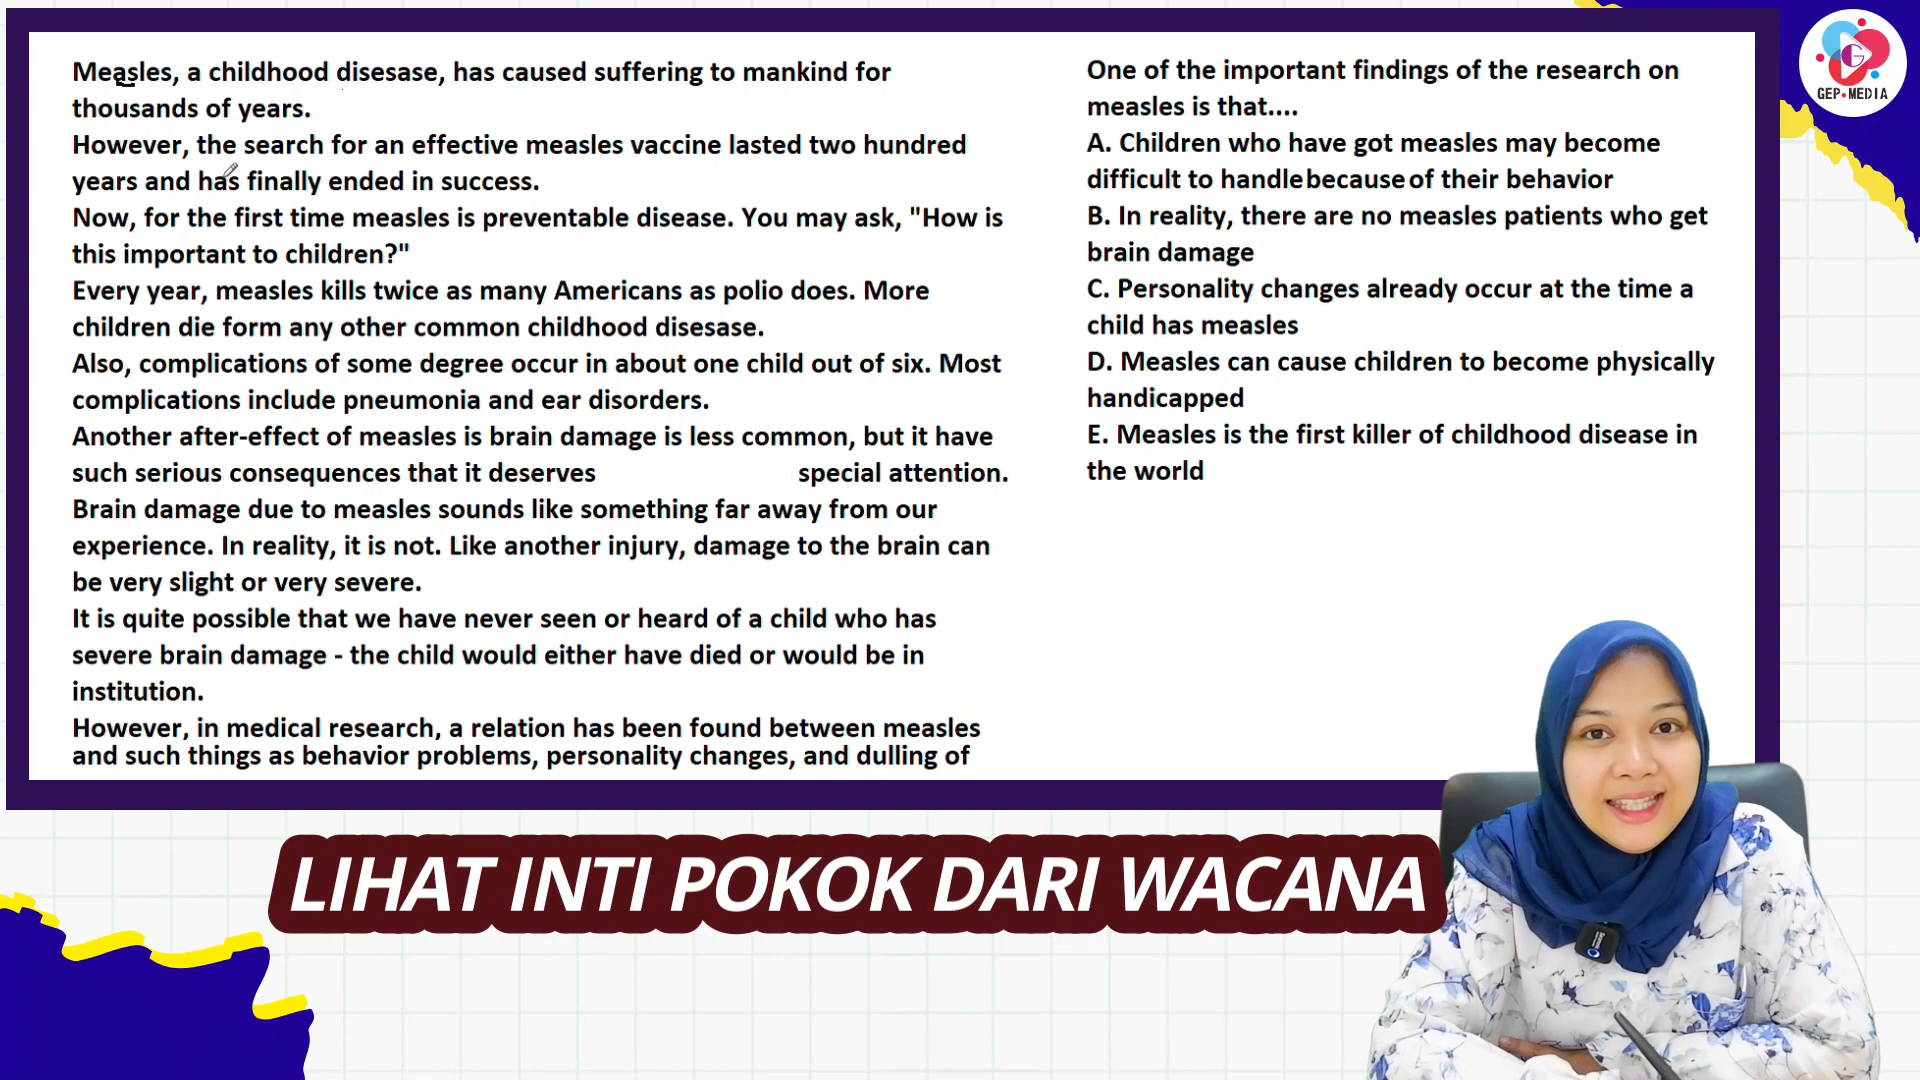 Measles, a childhood disesase, has caused suffering to mankind for
thousands of years.
However, the search for an effective measles vaccine lasted two hundred
years and has finally ended in success.
Now, for the first time measles is preventable disease. You may ask, "How is
this important to children?"
Every year, measles kills twice as many Americans as polio does. More
children die form any other common childhood disesase.
Also, complications of some degree occur in about one child out of six. Most
complications include pneumonia and ear disorders.
Another after-effect of measles is brain damage is less common, but it have
such serious consequences that it deserves special attention.
Brain damage due to measles sounds like something far away from our
experience. In reality, it is not. Like another injury, damage to the brain can
be very slight or very severe.
It is quite possible that we have never seen or heard of a child who has
severe brain damage - the child would either have died or would be in
institution.
However, in medical research, a relation has been found between measles
and such things as behavior problems, personality changes, and dulling of
One of the important findings of the research on
measles is that....
A. Children who have got measles may become
difficult to handle because of their behavior
B. In reality, there are no measles patients who get
brain damage
C. Personality changes already occur at the time a
child has measles
D. Measles can cause children to become physically
handicapped
E. Measles is the first killer of childhood disease in
the world
G
GEP•MEDIA
LIHAT INTI POKOK DARI WACANA